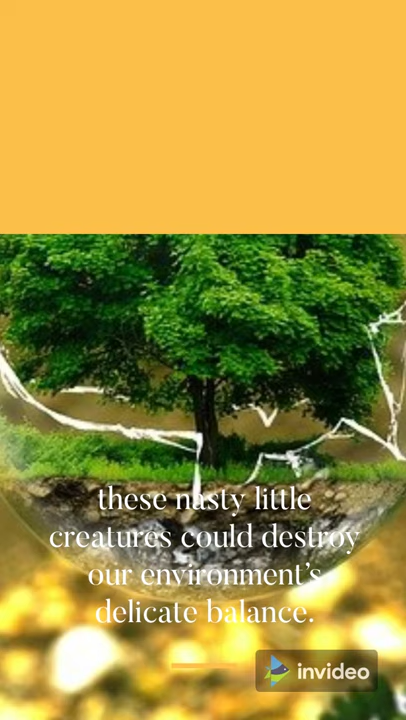 these nasty little
creatures could destroy
our environment's
delicate balance.
invideo